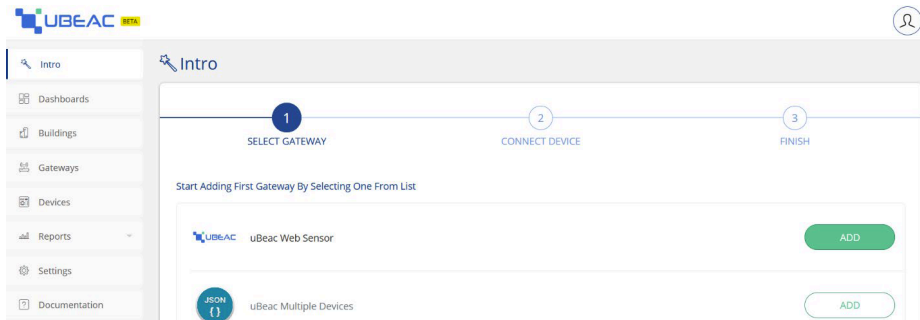 UBEAC BETA
Intro
Dashboards
Buildings
Gateways
Devices
Reports
Settings
Documentation
Intro
1
SELECT GATEWAY
2
CONNECT DEVICE
3
FINISH
Start Adding First Gateway By Selecting One From List
UBEAC uBeac Web Sensor ADD
JSON
{ } uBeac Multiple Devices ADD